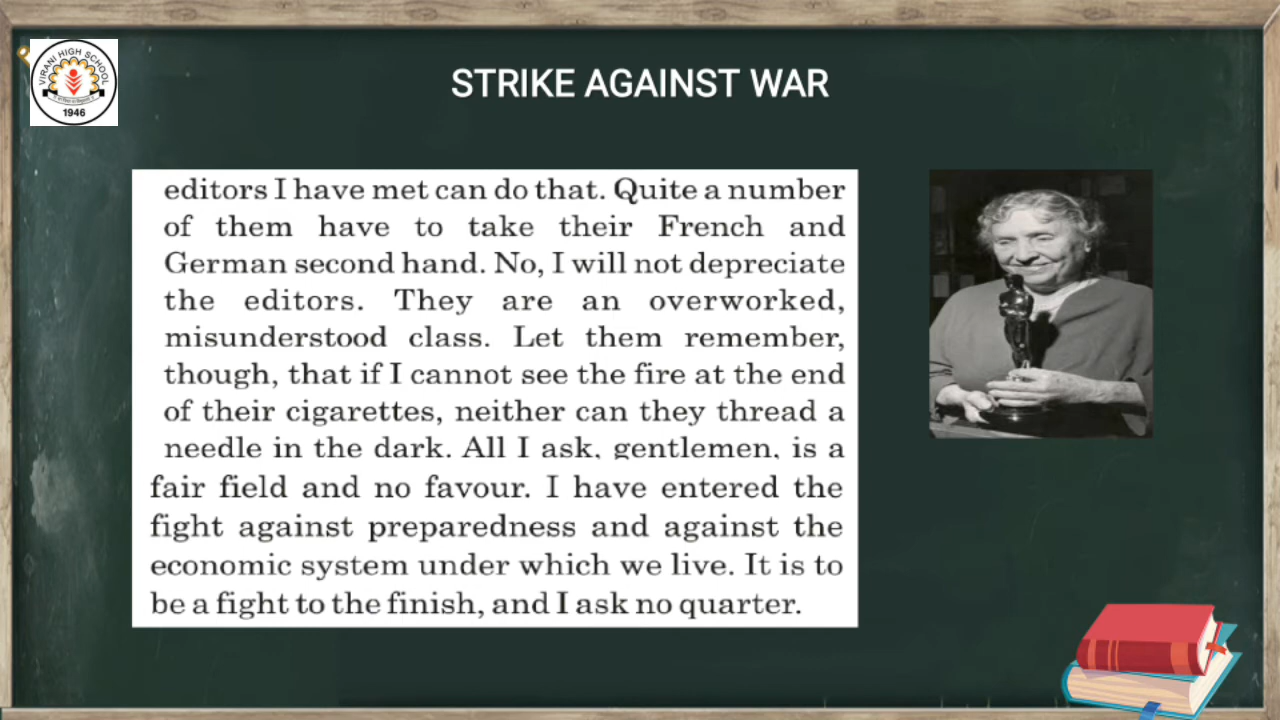 VIRANI HIGH SCHOOL
1946
STRIKE AGAINST WAR
editors I have met can do that. Quite a number
of them have to take their French and
German second hand. No, I will not depreciate
the editors. They are an overworked,
misunderstood class. Let them remember,
though, that if I cannot see the fire at the end
of their cigarettes, neither can they thread a
needle in the dark. All I ask, gentlemen, is a
fair field and no favour. I have entered the
fight against preparedness and against the
economic system under which we live. It is to
be a fight to the finish, and I ask no quarter.